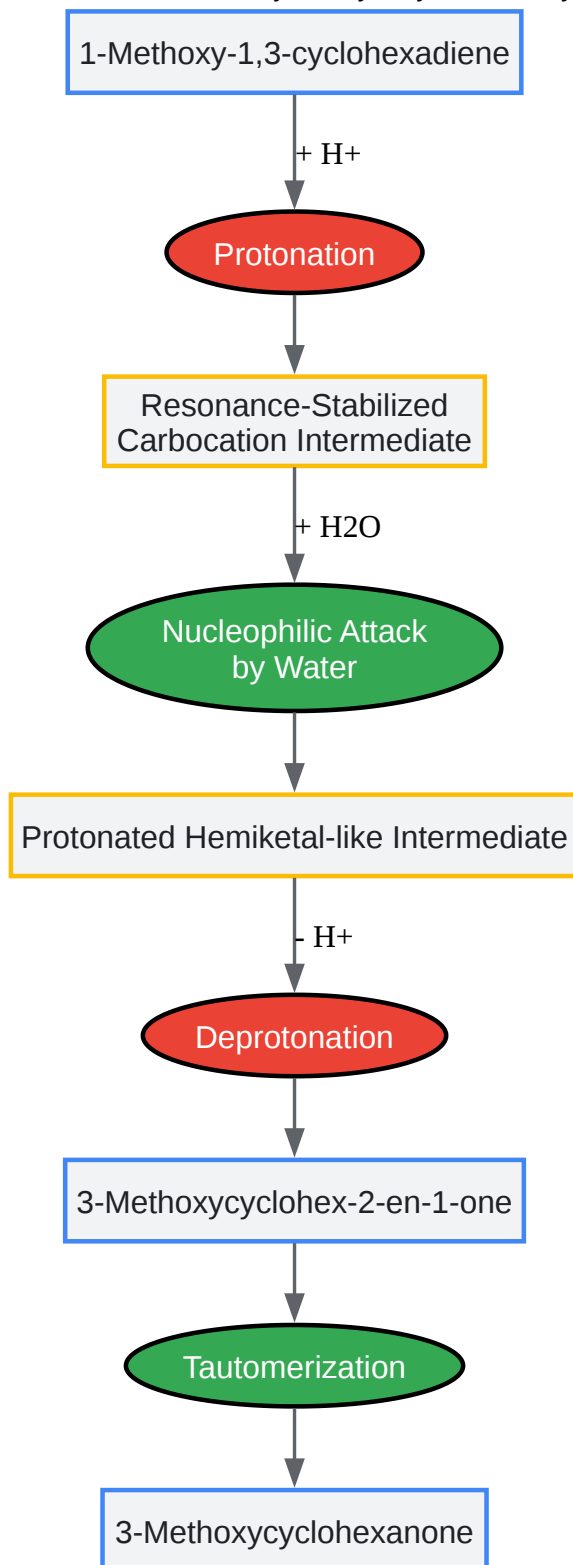 1-Methoxy-1,3-cyclohexadiene
+ H+
Protonation
Resonance-Stabilized
Carbocation Intermediate
+ H2O
Nucleophilic Attack
by Water
Protonated Hemiketal-like Intermediate
- H+
Deprotonation
3-Methoxycyclohex-2-en-1-one
Tautomerization
3-Methoxycyclohexanone